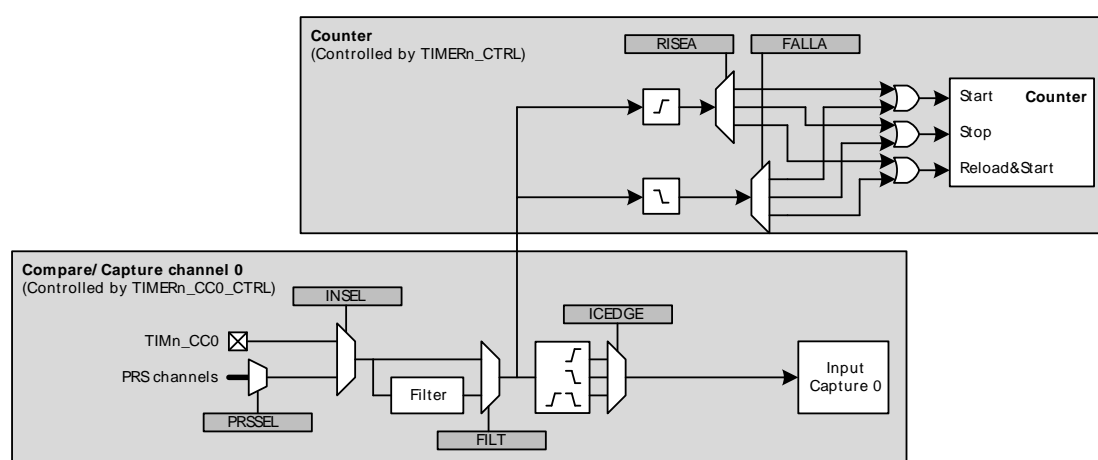 Counter
(Controlled by TIMERn_CTRL)
RISEA
FALLA
Start
Counter
Stop
Reload&Start
Compare/ Capture channel 0
(Controlled by TIMERn_CC0_CTRL)
INSEL
ICEDGE
TIMn_CC0
PRS channels
Filter
Input
Capture 0
PRSSEL
FILT